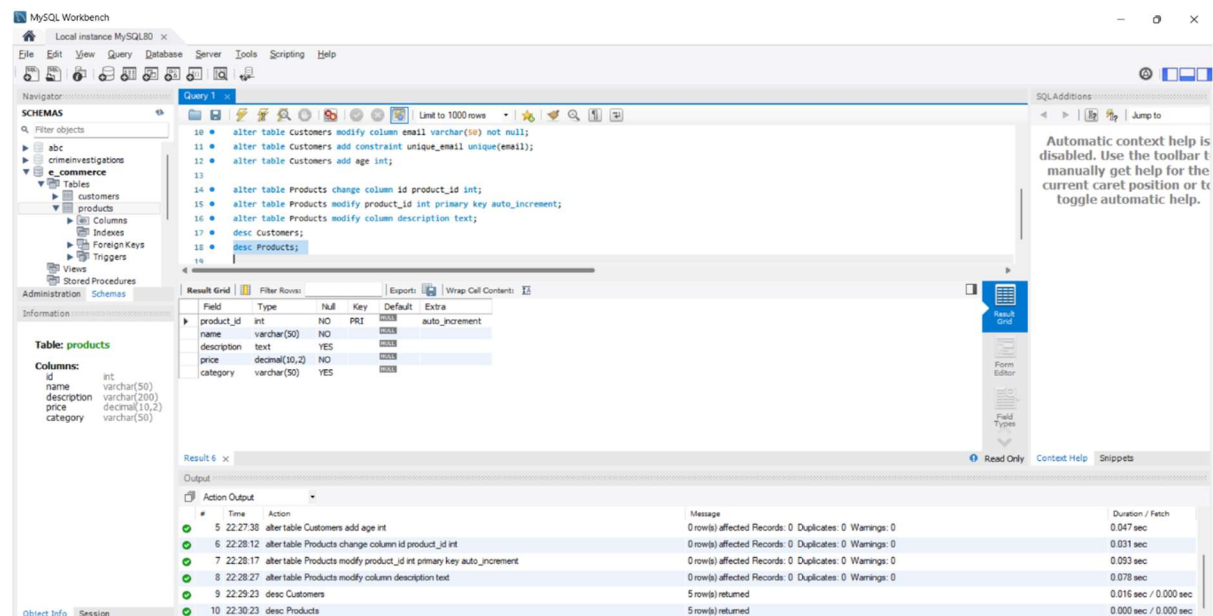 MySQL Workbench
Local instance MySQL80 ×
File Edit View Query Database Server Tools Scripting Help
Navigator
SCHEMAS
Filter objects
abc
crimeinvestigations
e_commerce
Tables
customers
products
Columns
Indexes
Foreign Keys
Triggers
Views
Stored Procedures
Administration Schemas
Information
Table: products
Columns:
id int
name varchar(50)
description varchar(200)
price decimal(10,2)
category varchar(50)
Object Info Session
Query 1 ×
Limit to 1000 rows
10 alter table Customers modify column email varchar(50) not null;
11 alter table Customers add constraint unique_email unique(email);
12 alter table Customers add age int;
13
14 alter table Products change column id product_id int;
15 alter table Products modify product_id int primary key auto_increment;
16 alter table Products modify column description text;
17 desc Customers;
18 desc Products;
19
Result Grid Filter Rows: Export: Wrap Cell Content:
Field Type Null Key Default Extra
product_id int NO PRI NULL auto_increment
name varchar(50) NO NULL
description text YES NULL
price decimal(10,2) NO NULL
category varchar(50) YES NULL
Result Grid
Form Editor
Field Types
Result 6 ×
Read Only
SQLAdditions
Jump to
Automatic context help is
disabled. Use the toolbar t
manually get help for the
current caret position or to
toggle automatic help.
Context Help Snippets
Output
Action Output
# Time Action Message Duration / Fetch
5 22:27:38 alter table Customers add age int 0 row(s) affected Records: 0 Duplicates: 0 Warnings: 0 0.047 sec
6 22:28:12 alter table Products change column id product_id int 0 row(s) affected Records: 0 Duplicates: 0 Warnings: 0 0.031 sec
7 22:28:17 alter table Products modify product_id int primary key auto_increment 0 row(s) affected Records: 0 Duplicates: 0 Warnings: 0 0.093 sec
8 22:28:27 alter table Products modify column description text 0 row(s) affected Records: 0 Duplicates: 0 Warnings: 0 0.078 sec
9 22:29:23 desc Customers 5 row(s) returned 0.016 sec / 0.000 sec
10 22:30:23 desc Products 5 row(s) returned 0.000 sec / 0.000 sec